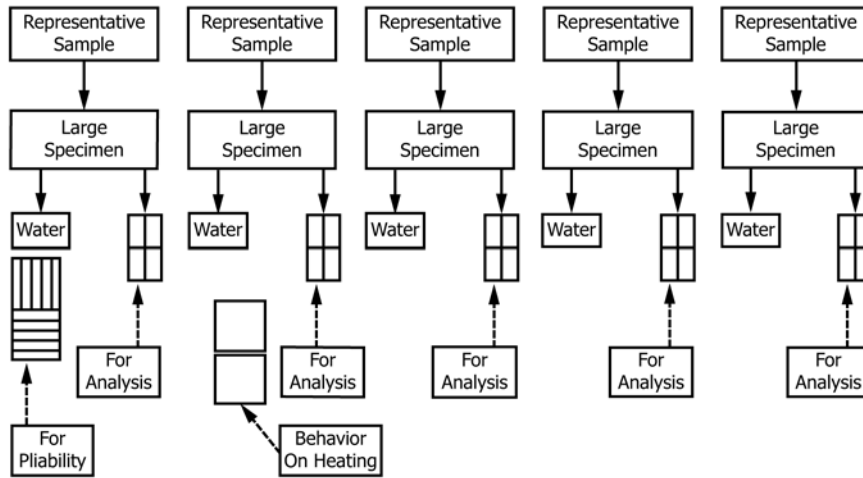 Representative
Sample
Representative
Sample
Representative
Sample
Representative
Sample
Representative
Sample
Large
Specimen
Large
Specimen
Large
Specimen
Large
Specimen
Large
Specimen
Water
Water
Water
Water
Water
For
Analysis
For
Analysis
For
Analysis
For
Analysis
For
Analysis
For
Pliability
Behavior
On Heating